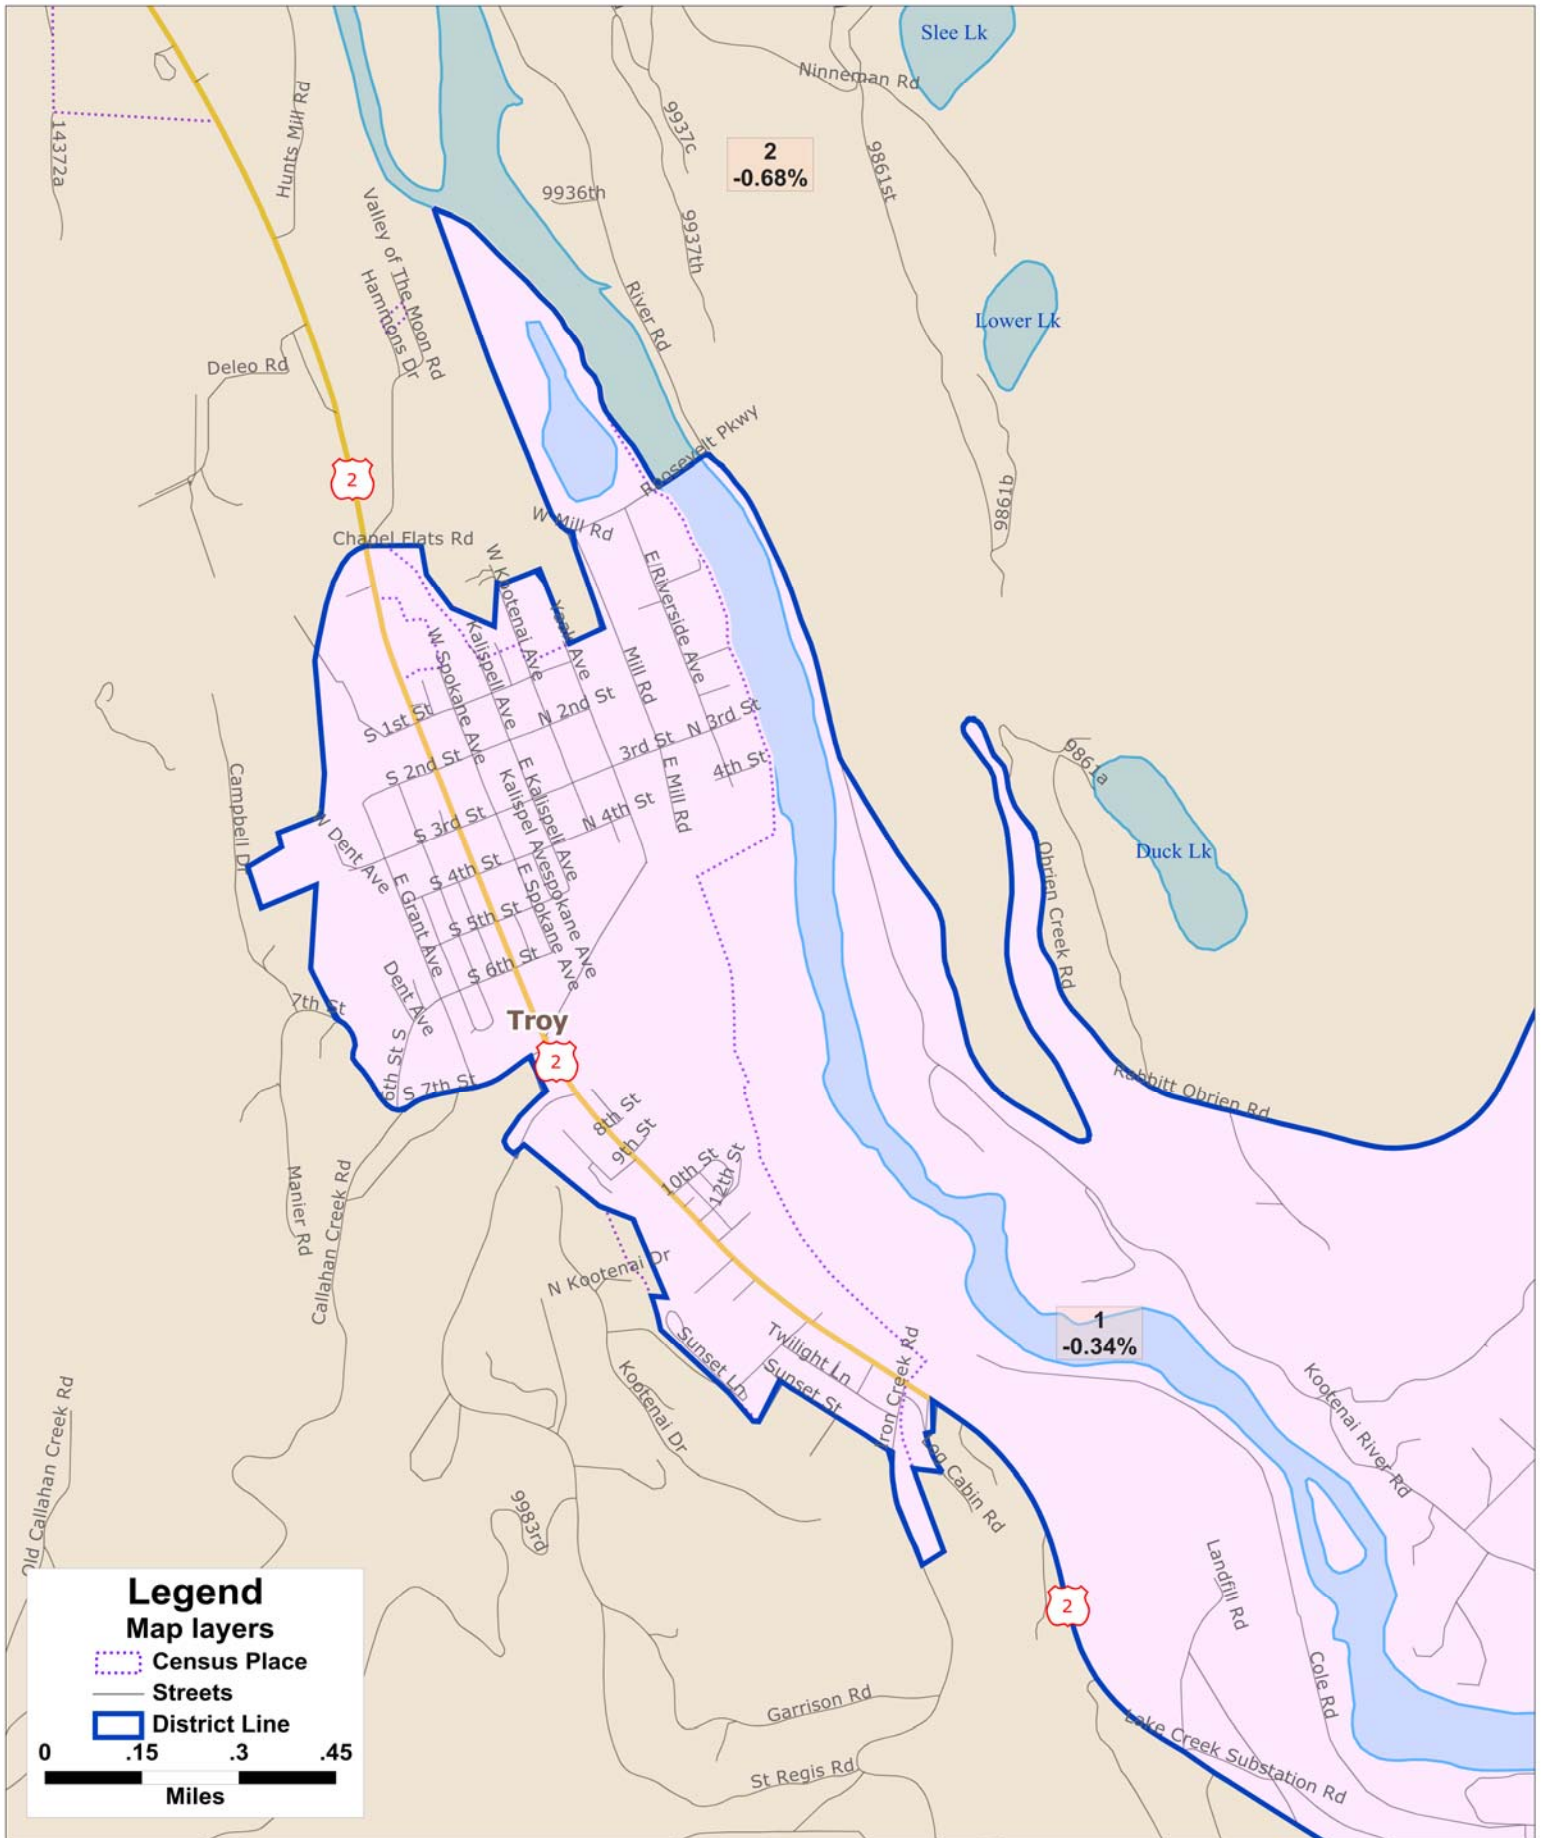 Slee Lk
Ninneman Rd
14372a
Hunts Mill Rd
9937c
2
-0.68%
9861st
9936th
Valley of The Moon Rd
Hammons Dr
9937th
River Rd
Lower Lk
Deleo Rd
Roosevelt Pkwy
2
9861b
W Mill Rd
Chapel Flats Rd
W Kootenai Ave
E Riverside Ave
Yaak Ave
Kalispell Ave
W Spokane Ave
Mill Rd
S 1st St
N 2nd St
N 3rd St
3rd St
S 2nd St
4th St
9861a
E Mill Rd
Campbell Dr
E Kalispell Ave
Kalispel Ave
N 4th St
S 3rd St
W Dent Ave
Duck Lk
Obrien Creek Rd
S 4th St
E Grant Ave
E Spokane Ave
spokane Ave
S 5th St
S 6th St
Dent Ave
7th St
Troy
6th St S
2
S 7th St
Rabbitt Obrien Rd
8th St
9th St
10th St
12th St
Manier Rd
Callahan Creek Rd
N Kootenai Dr
1
-0.34%
Twilight Ln
Sunset Ln
Sunset St
Iron Creek Rd
Kootenai Dr
Kootenai River Rd
Log Cabin Rd
Old Callahan Creek Rd
9983rd
Landfill Rd
2
Cole Rd
Garrison Rd
Lake Creek Substation Rd
St Regis Rd
Legend
Map layers
Census Place
Streets
District Line
0 .15 .3 .45
Miles